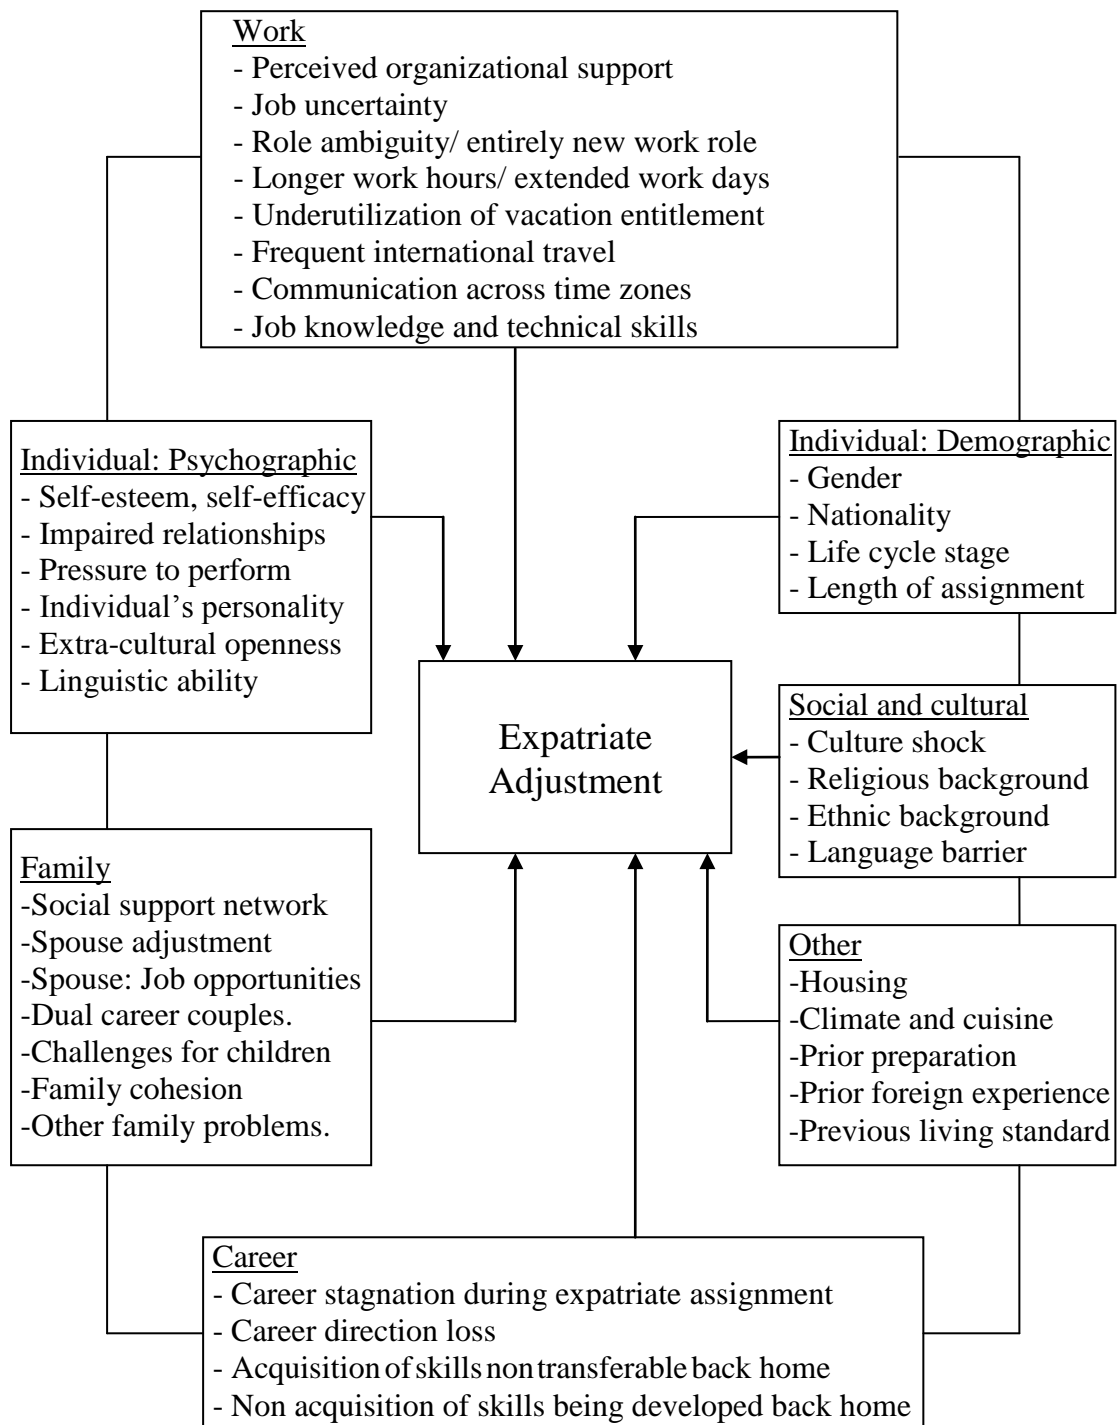 Work
- Perceived organizational support
- Job uncertainty
- Role ambiguity/ entirely new work role
- Longer work hours/ extended work days
- Underutilization of vacation entitlement
- Frequent international travel
- Communication across time zones
- Job knowledge and technical skills
Individual: Psychographic
- Self-esteem, self-efficacy
- Impaired relationships
- Pressure to perform
- Individual’s personality
- Extra-cultural openness
- Linguistic ability
Individual: Demographic
- Gender
- Nationality
- Life cycle stage
- Length of assignment
Expatriate
Adjustment
Social and cultural
- Culture shock
- Religious background
- Ethnic background
- Language barrier
Family
-Social support network
-Spouse adjustment
-Spouse: Job opportunities
-Dual career couples.
-Challenges for children
-Family cohesion
-Other family problems.
Other
-Housing
-Climate and cuisine
-Prior preparation
-Prior foreign experience
-Previous living standard
Career
- Career stagnation during expatriate assignment
- Career direction loss
- Acquisition of skills non transferable back home
- Non acquisition of skills being developed back home